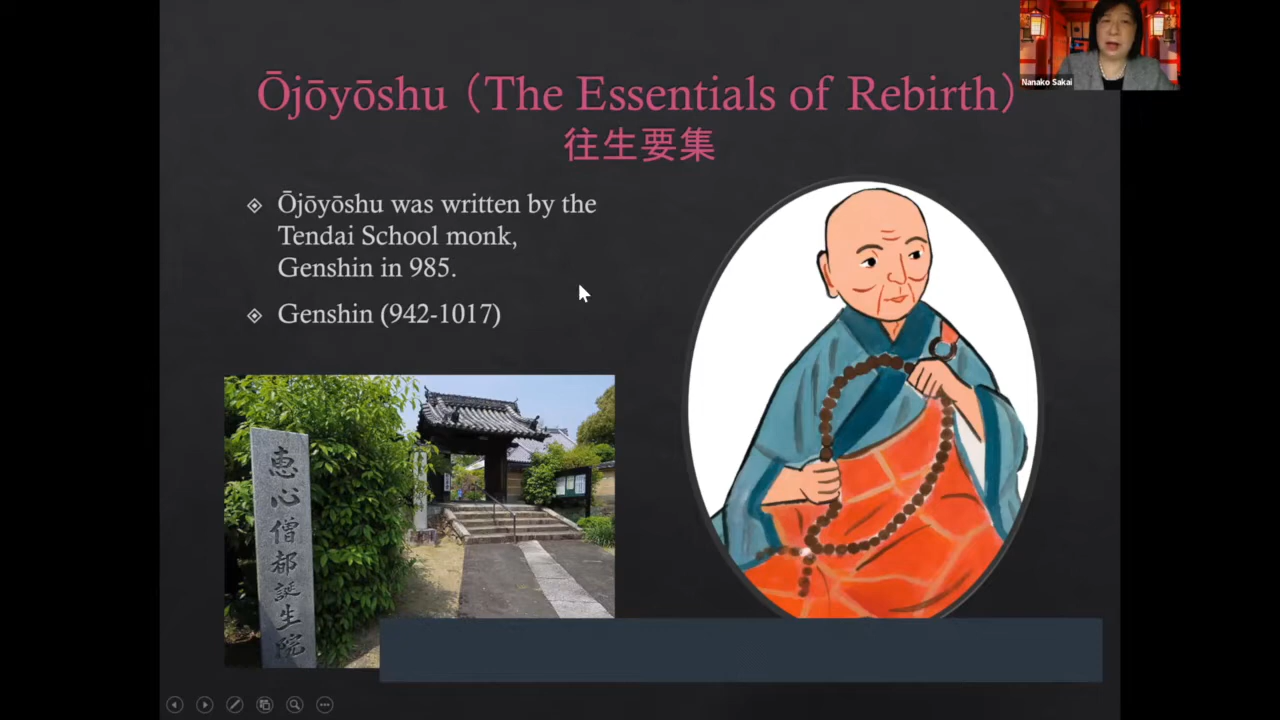 Ōjōyōshu（The Essentials of Rebirth）
往生要集
Nanako Sakai
Ōjōyōshu was written by the
Tendai School monk,
Genshin in 985.
Genshin (942-1017)
恵心僧都誕生院